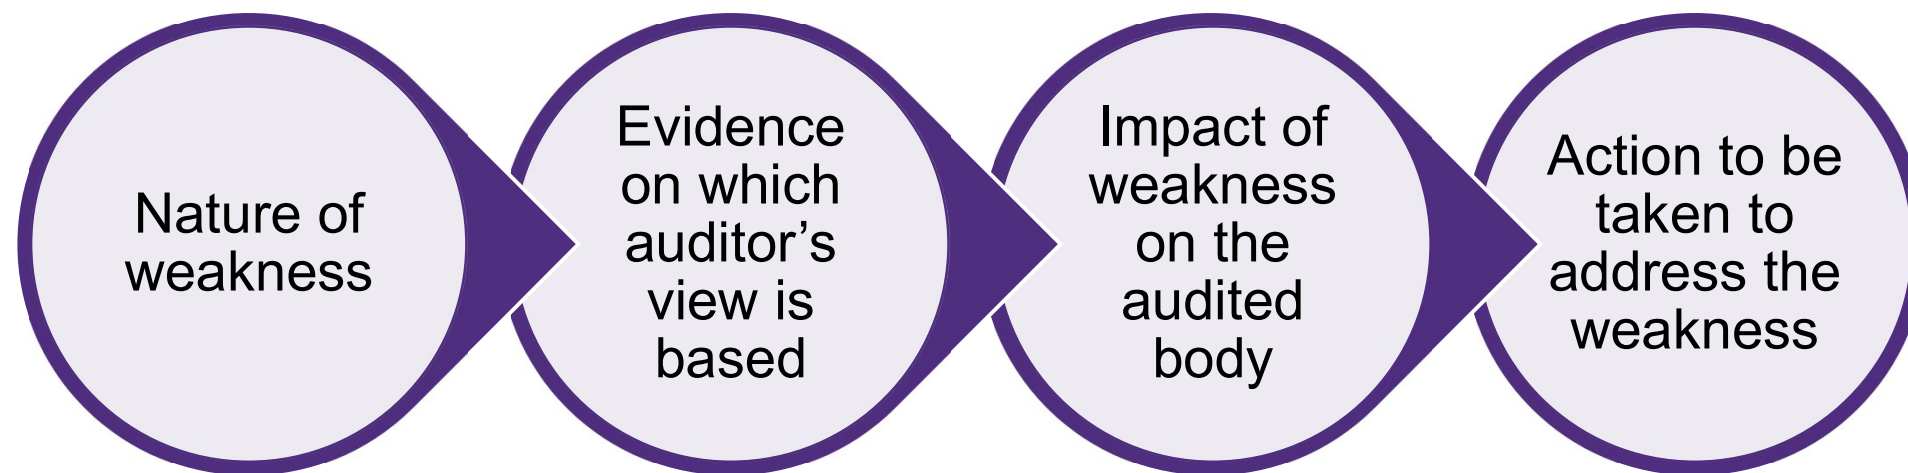 Nature of
weakness
Evidence
on which
auditor’s
view is
based
Impact of
weakness
on the
audited
body
Action to be
taken to
address the
weakness